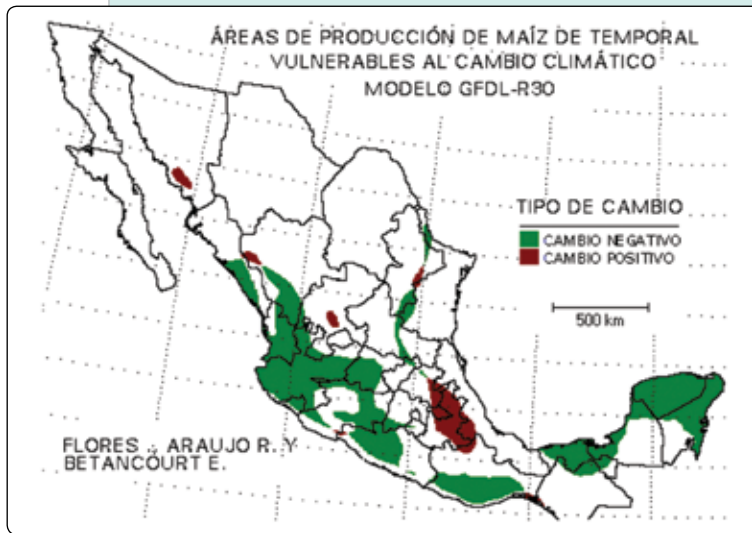 ÁREAS DE PRODUCCIÓN DE MAÍZ DE TEMPORAL
VULNERABLES AL CAMBIO CLIMÁTICO
MODELO GFDL-R30
TIPO DE CAMBIO
CAMBIO NEGATIVO
CAMBIO POSITIVO
500 km
FLORES . ARAUJO R. Y
BETANCOURT E.